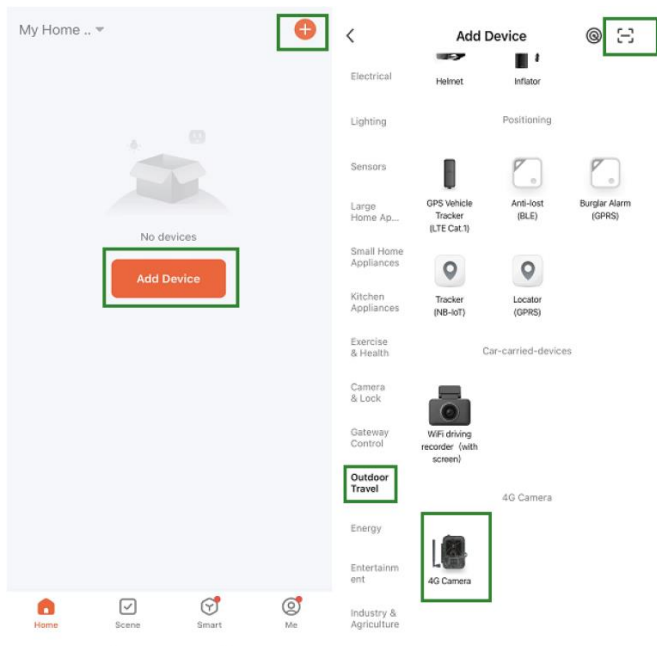 My Home ..
No devices
Add Device
Home
Scene
Smart
Me
Add Device
Electrical
Lighting
Sensors
Large
Home Ap...
Small Home
Appliances
Kitchen
Appliances
Exercise
& Health
Camera
& Lock
Gateway
Control
Outdoor
Travel
Energy
Entertainm
ent
Industry &
Agriculture
Helmet
Inflator
Positioning
GPS Vehicle
Tracker
(LTE Cat.1)
Anti-lost
(BLE)
Burglar Alarm
(GPRS)
Tracker
(NB-IoT)
Locator
(GPRS)
Car-carried-devices
WiFi driving
recorder（with
screen)
4G Camera
4G Camera